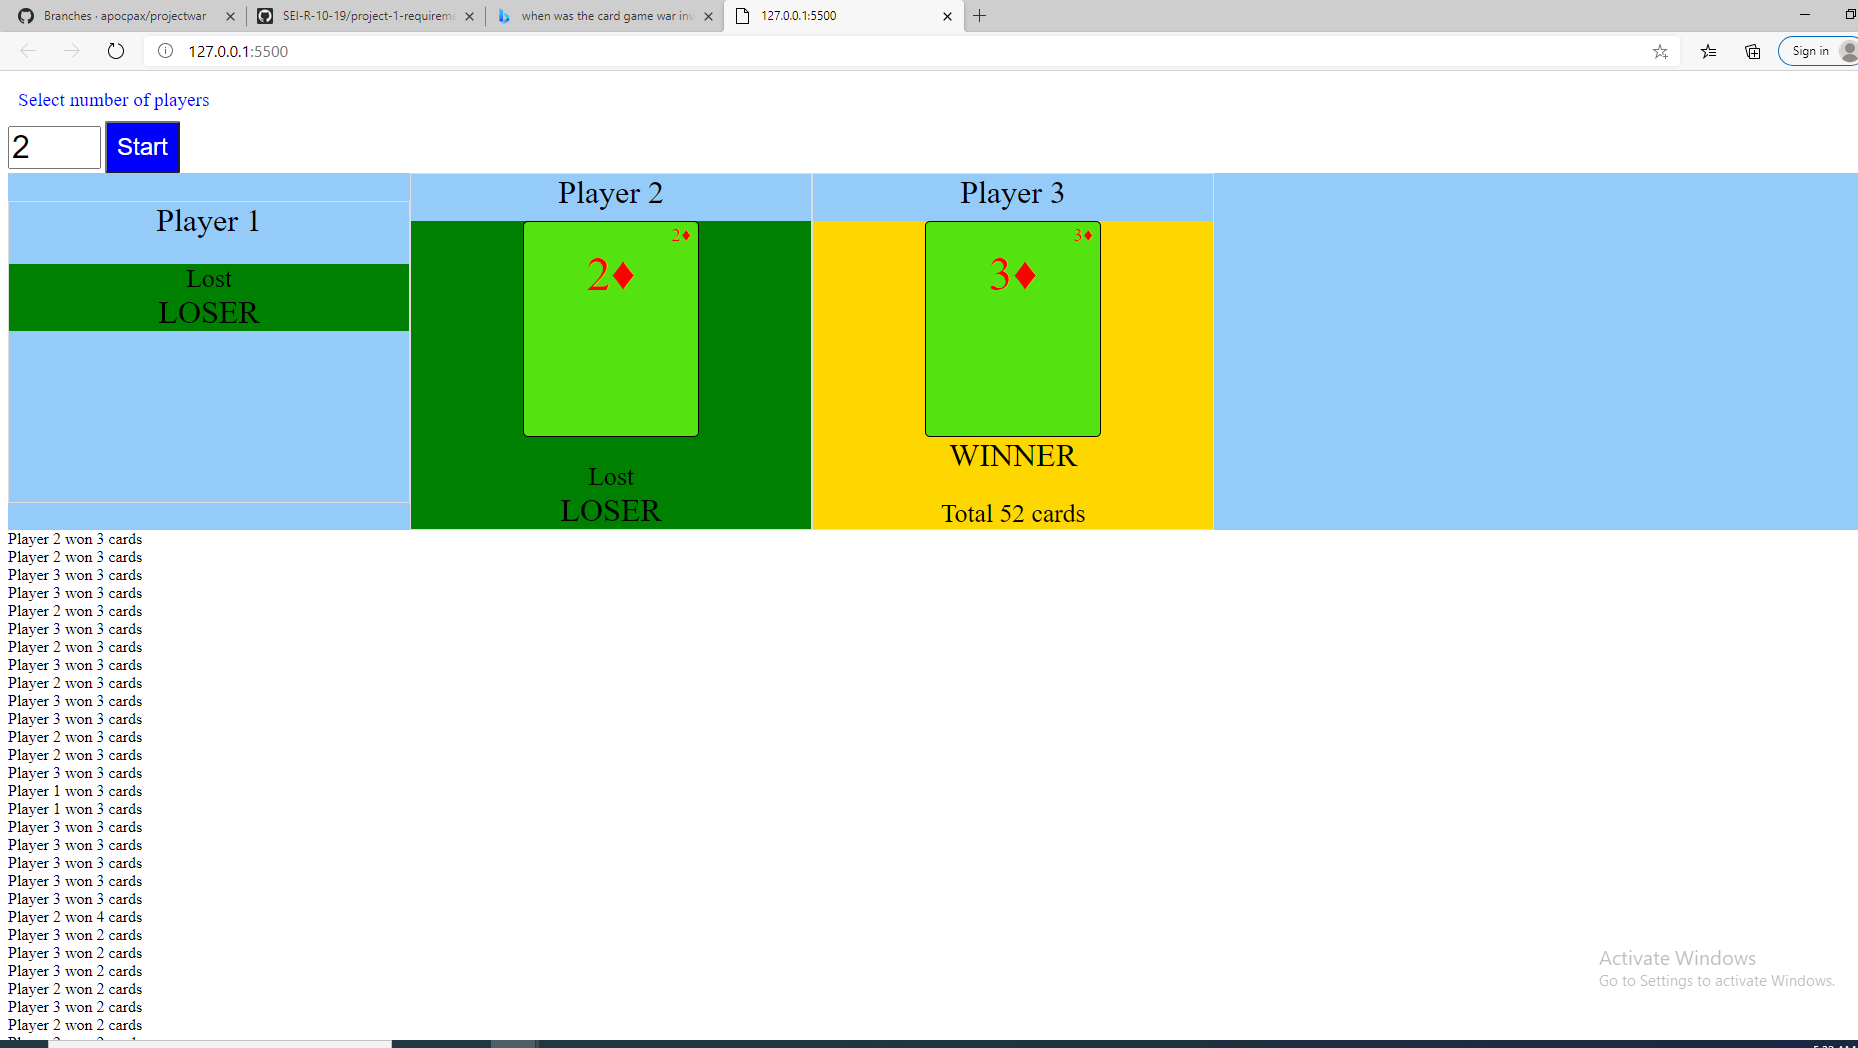 Branches · apocpax/projectwar
SEI-R-10-19/project-1-requireme
when was the card game war inv
127.0.0.1:5500
127.0.0.1:5500
Sign in
Select number of players
2
Start
Player 1
Lost
LOSER
Player 2
2♦
2♦
Lost
LOSER
Player 3
3♦
3♦
WINNER
Total 52 cards
Player 2 won 3 cards
Player 2 won 3 cards
Player 3 won 3 cards
Player 3 won 3 cards
Player 2 won 3 cards
Player 3 won 3 cards
Player 2 won 3 cards
Player 3 won 3 cards
Player 2 won 3 cards
Player 3 won 3 cards
Player 3 won 3 cards
Player 2 won 3 cards
Player 2 won 3 cards
Player 3 won 3 cards
Player 1 won 3 cards
Player 1 won 3 cards
Player 3 won 3 cards
Player 3 won 3 cards
Player 3 won 3 cards
Player 3 won 3 cards
Player 3 won 3 cards
Player 2 won 4 cards
Player 3 won 2 cards
Player 3 won 2 cards
Player 3 won 2 cards
Player 2 won 2 cards
Player 3 won 2 cards
Player 2 won 2 cards
Activate Windows
Go to Settings to activate Windows.